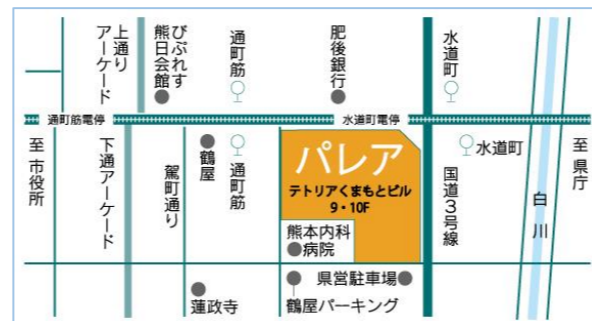 上通り
アーケード
びぷれす
熊日会館
通町筋
肥後銀行
水道町
通町筋電停
水道町電停
至市役所
下通アーケード
駕町通り
鶴屋
通町筋
パレア
テトリアくまもとビル
9・10F
熊本内科
病院
国道3号線
水道町
白川
至県庁
蓮政寺
県営駐車場
鶴屋パーキング